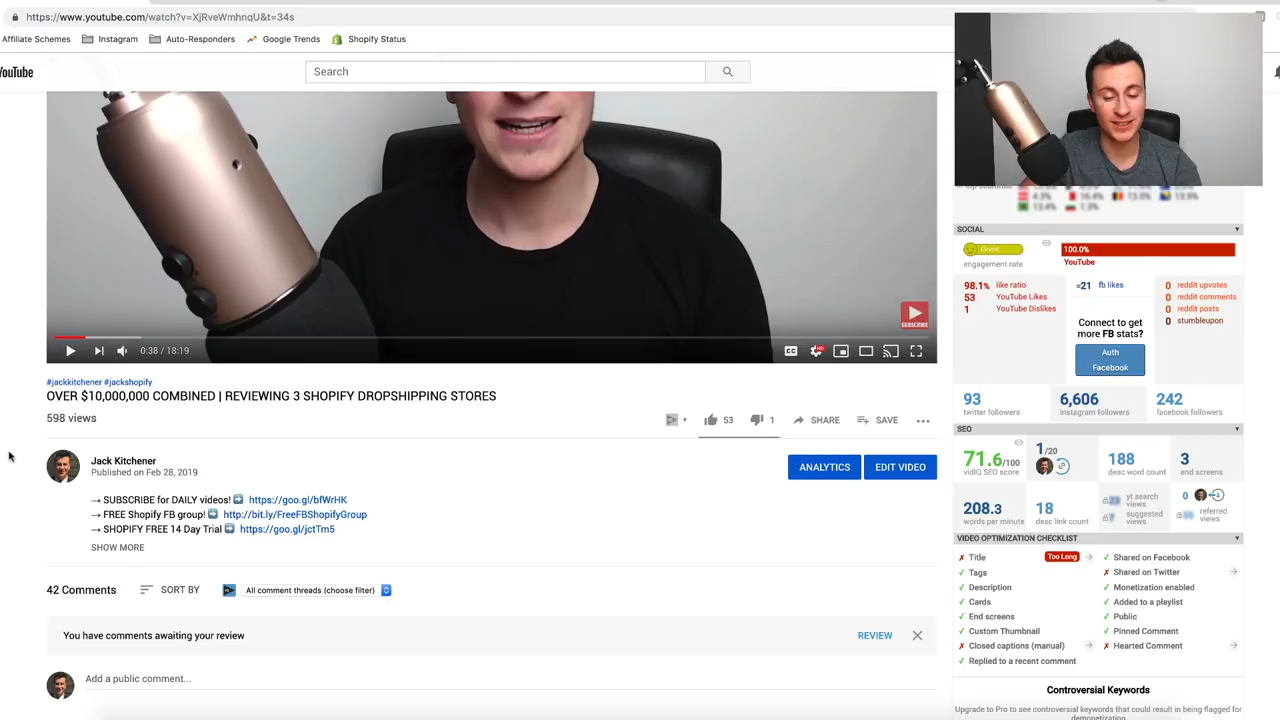 https://www.youtube.com/watch?v=XjRveWmhnqU&t=34s
Affiliate Schemes
Instagram
Auto-Responders
Google Trends
Shopify Status
YouTube
Search
SUBSCRIBE
0:38 / 18:19
CC
HD
#jackkitchener #jackshopify
OVER $10,000,000 COMBINED | REVIEWING 3 SHOPIFY DROPSHIPPING STORES
598 views
53
1
SHARE
SAVE
Jack Kitchener
Published on Feb 28, 2019
ANALYTICS
EDIT VIDEO
→ SUBSCRIBE for DAILY videos! ➡ https://goo.gl/bfWrHK
→ FREE Shopify FB group! ➡ http://bit.ly/FreeFBShopifyGroup
→ SHOPIFY FREE 14 Day Trial ➡ https://goo.gl/jctTm5
SHOW MORE
42 Comments
SORT BY
All comment threads (choose filter)
You have comments awaiting your review
REVIEW
Add a public comment...
SOCIAL
Great
engagement rate
100.0%
YouTube
98.1% like ratio
53 YouTube Likes
1 YouTube Dislikes
≈21 fb likes
Connect to get
more FB stats?
Auth
Facebook
0 reddit upvotes
0 reddit comments
0 reddit posts
0 stumbleupon
93
twitter followers
6,606
instagram followers
242
facebook followers
SEO
71.6/100
vidIQ SEO score
1/20
188
desc word count
3
end screens
208.3
words per minute
18
desc link count
yt search
views
suggested
views
0
referred
views
VIDEO OPTIMIZATION CHECKLIST
✗ Title
Too Long
✓ Tags
✓ Description
✓ Cards
✓ End screens
✓ Custom Thumbnail
✗ Closed captions (manual)
✓ Replied to a recent comment
✓ Shared on Facebook
✗ Shared on Twitter
✓ Monetization enabled
✓ Added to a playlist
✓ Public
✓ Pinned Comment
✗ Hearted Comment
Controversial Keywords
Upgrade to Pro to see controversial keywords that could result in being flagged for
demonetization